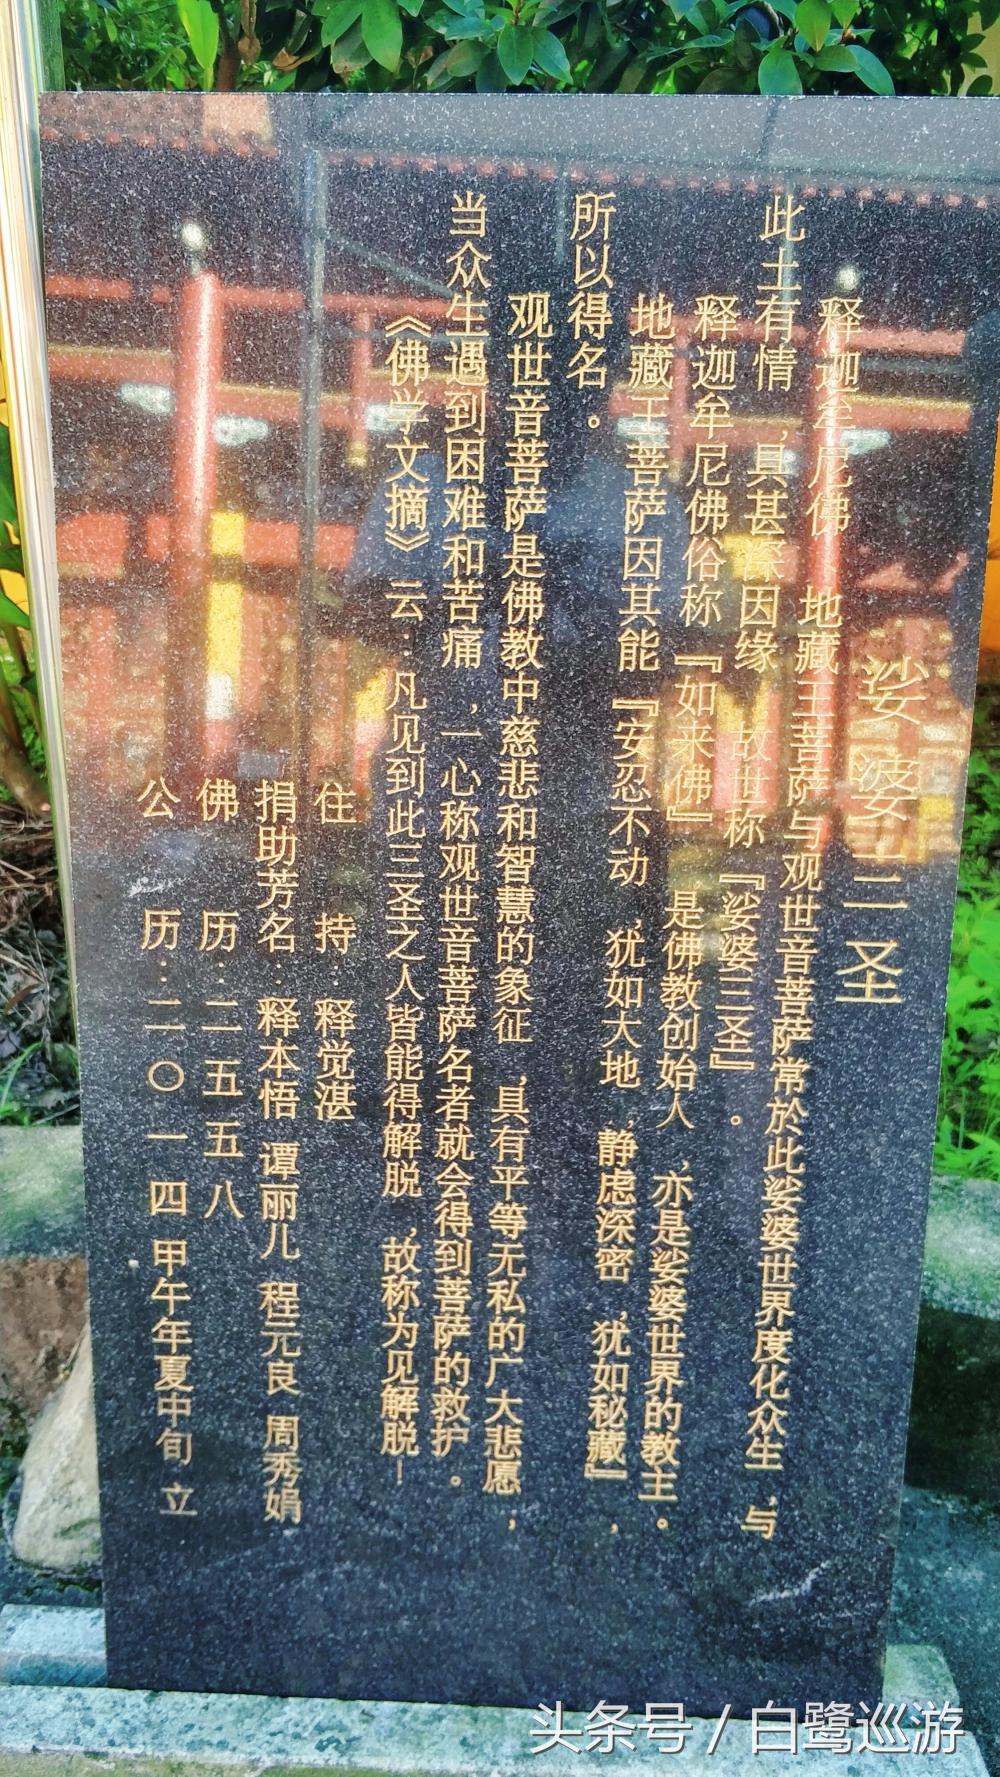 娑婆三圣
释迦牟尼佛 地藏王菩萨与观世音菩萨常於此娑婆世界度化众生，与
此土有情，具甚深因缘 故世称『娑婆三圣』。
释迦牟尼佛俗称『如来佛』，是佛教创始人，亦是娑婆世界的教主。
地藏王菩萨因其能『安忍不动，犹如大地，静虑深密，犹如秘藏』，
所以得名。
观世音菩萨是佛教中慈悲和智慧的象征，具有平等无私的广大悲愿，
当众生遇到困难和苦痛，一心称观世音菩萨名者就会得到菩萨的救护。
《佛学文摘》云：凡见到此三圣之人皆能得解脱，故称为见解脱！
住 持：释觉湛
捐助芳名：释本悟 谭丽儿 程元良 周秀娟
佛 历：二五五八
公 历：二〇一四 甲午年夏中旬 立
头条号 / 白鹭巡游